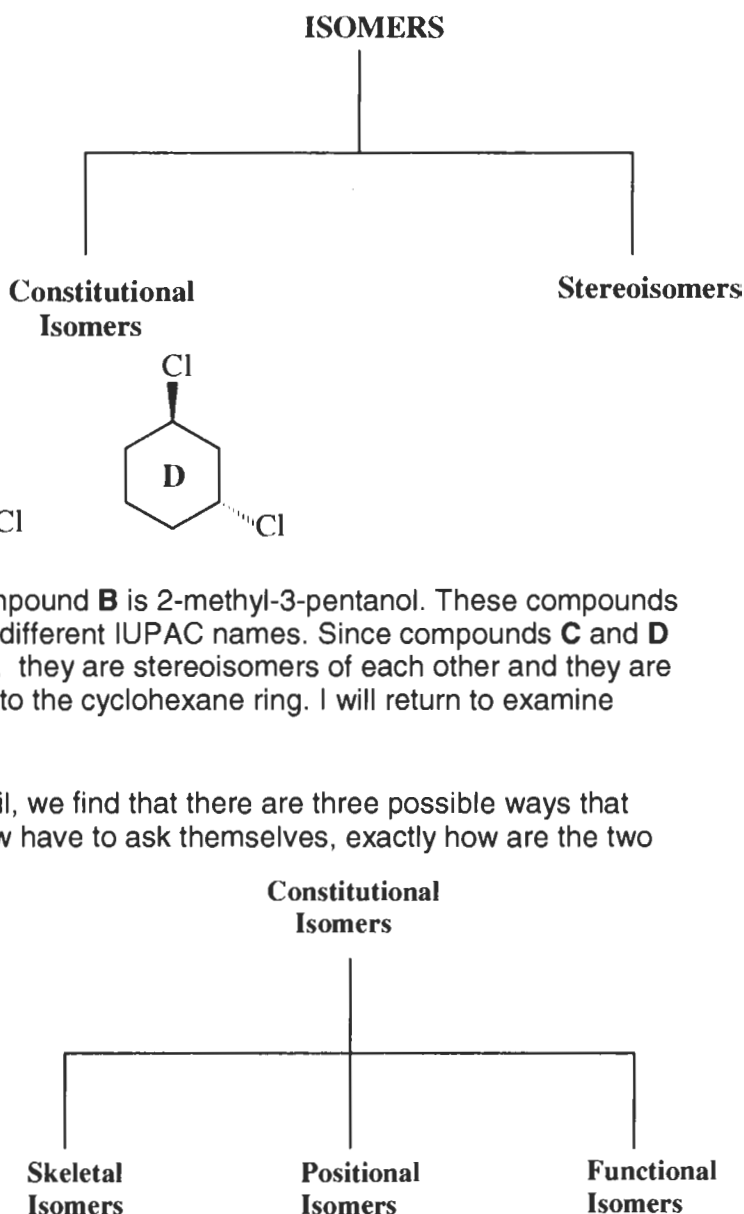 ISOMERS
Constitutional
Isomers
Stereoisomers
Cl
D
Cl
Cl
compound B is 2-methyl-3-pentanol. These compounds
different IUPAC names. Since compounds C and D
they are stereoisomers of each other and they are
to the cyclohexane ring. I will return to examine
il, we find that there are three possible ways that
w have to ask themselves, exactly how are the two
Constitutional
Isomers
Skeletal
Isomers
Positional
Isomers
Functional
Isomers